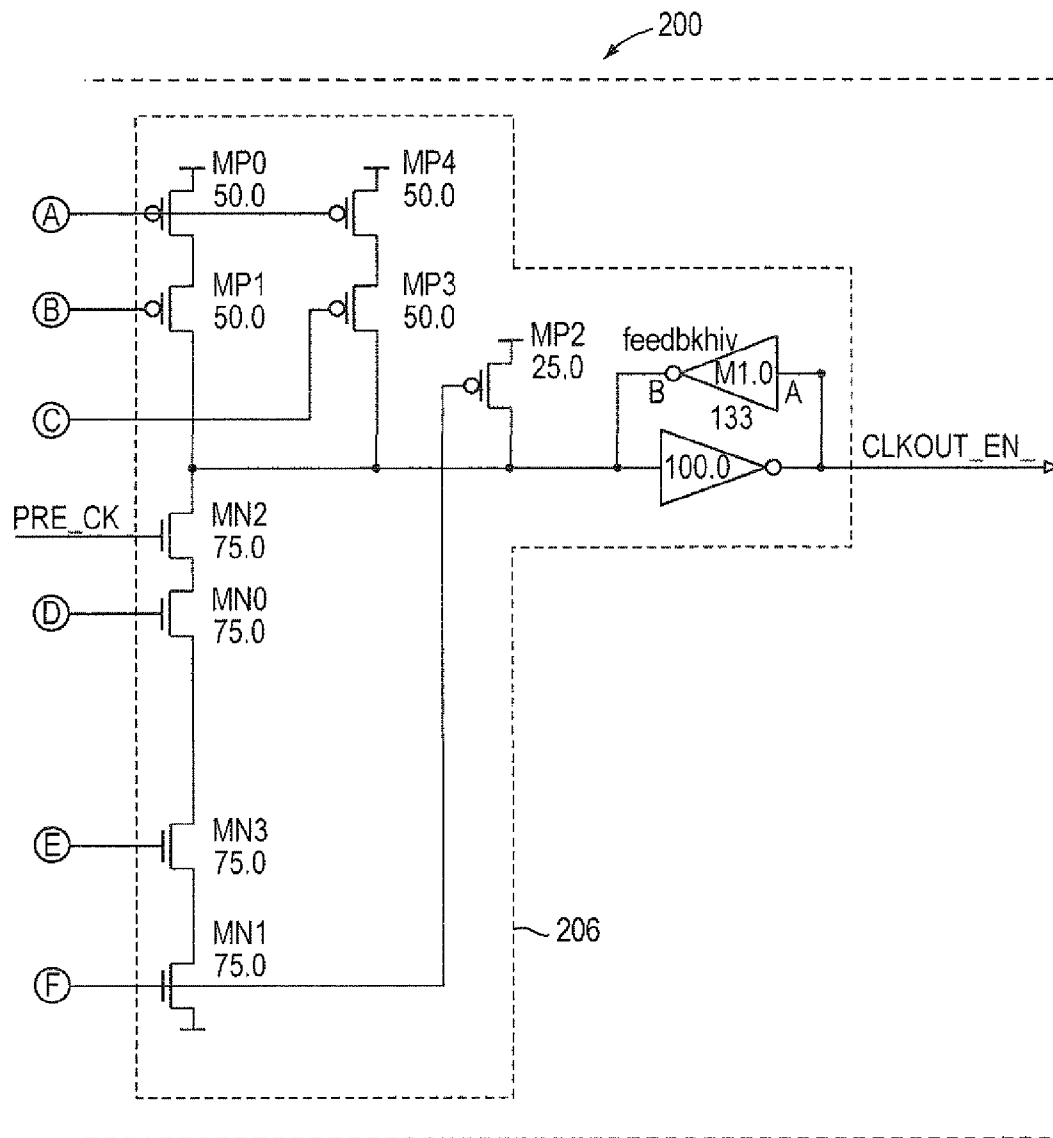 200
MP0
50.0
MP4
50.0
A
B
MP1
50.0
MP3
50.0
C
MP2
25.0
feedbkhiv
M1.0
B
A
133
100.0
CLKOUT_EN_
PRE_CK
MN2
75.0
D
MN0
75.0
E
MN3
75.0
MN1
75.0
F
206